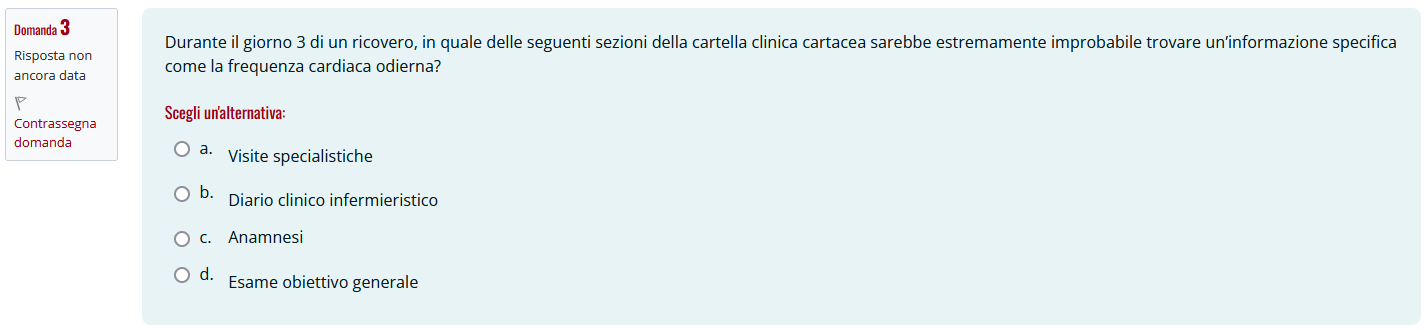 Domanda 3
Risposta non
ancora data
Contrassegna
domanda
Durante il giorno 3 di un ricovero, in quale delle seguenti sezioni della cartella clinica cartacea sarebbe estremamente improbabile trovare un’informazione specifica
come la frequenza cardiaca odierna?
Scegli un'alternativa:
a. Visite specialistiche
b. Diario clinico infermieristico
c. Anamnesi
d. Esame obiettivo generale